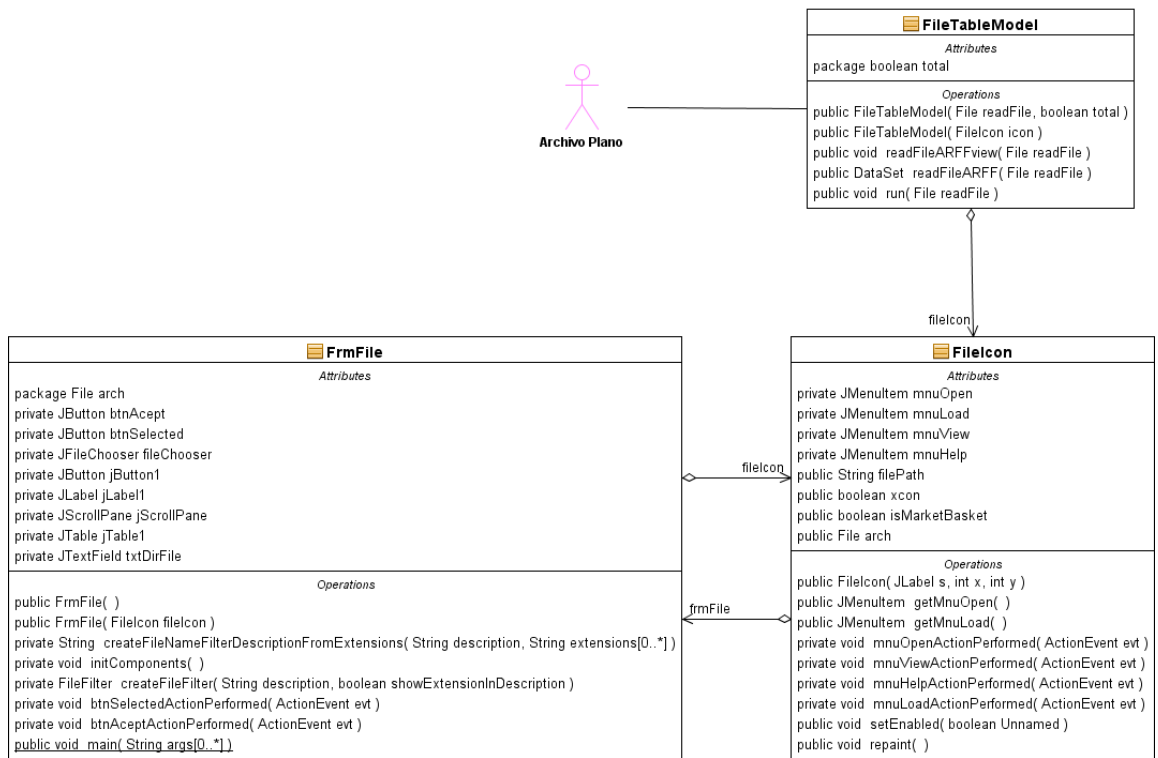 FileTableModel
Attributes
package boolean total
Operations
public FileTableModel( File readFile, boolean total )
public FileTableModel( FileIcon icon )
public void readFileARFFview( File readFile )
public DataSet readFileARFF( File readFile )
public void run( File readFile )
Archivo Plano
fileIcon
FrmFile
Attributes
package File arch
private JButton btnAcept
private JButton btnSelected
private JFileChooser fileChooser
private JButton jButton1
private JLabel jLabel1
private JScrollPane jScrollPane
private JTable jTable1
private JTextField txtDirFile
Operations
public FrmFile( )
public FrmFile( FileIcon fileIcon )
private String createFileNameFilterDescriptionFromExtensions( String description, String extensions[0..*] )
private void initComponents( )
private FileFilter createFileFilter( String description, boolean showExtensionInDescription )
private void btnSelectedActionPerformed( ActionEvent evt )
private void btnAceptActionPerformed( ActionEvent evt )
public void main( String args[0..*] )
fileIcon
frmFile
FileIcon
Attributes
private JMenuItem mnuOpen
private JMenuItem mnuLoad
private JMenuItem mnuView
private JMenuItem mnuHelp
public String filePath
public boolean xcon
public boolean isMarketBasket
public File arch
Operations
public FileIcon( JLabel s, int x, int y )
public JMenuItem getMnuOpen( )
public JMenuItem getMnuLoad( )
private void mnuOpenActionPerformed( ActionEvent evt )
private void mnuViewActionPerformed( ActionEvent evt )
private void mnuHelpActionPerformed( ActionEvent evt )
private void mnuLoadActionPerformed( ActionEvent evt )
public void setEnabled( boolean Unnamed )
public void repaint( )